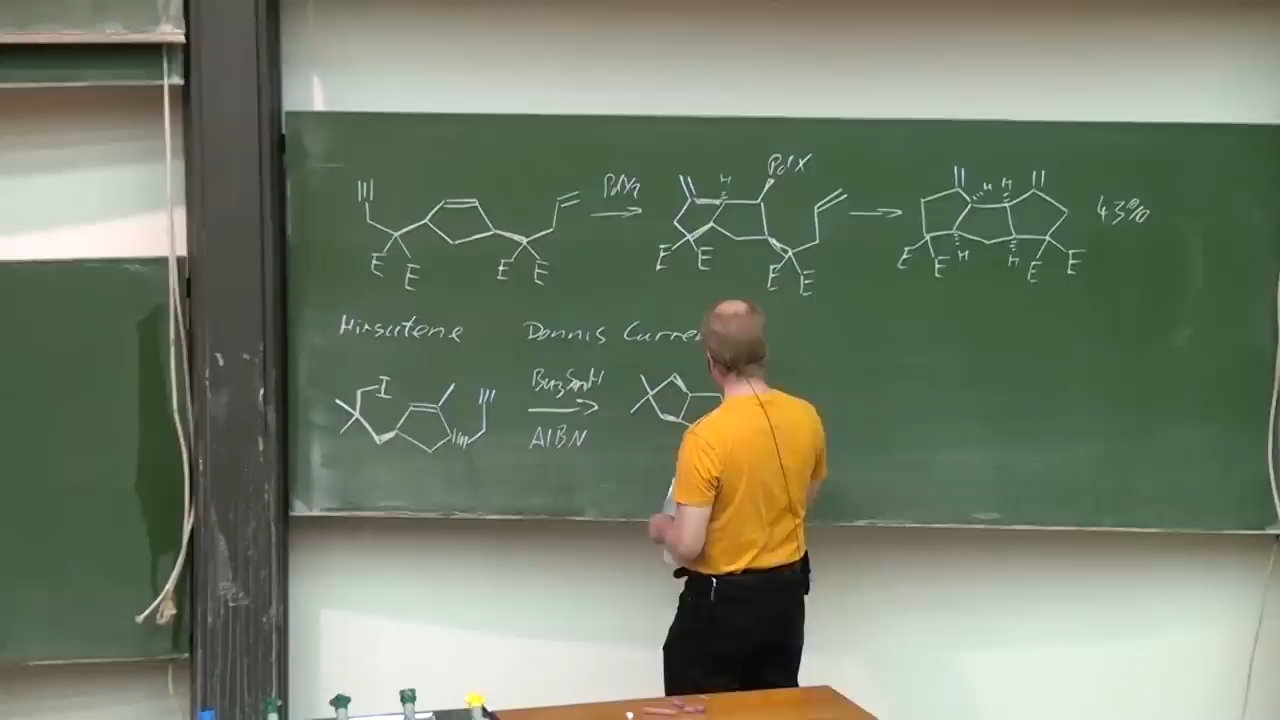 PdX₂
PdX
H
H H
43%
E E
E E
E E
E E
E E
H
H
E E
Hirsutene Dennis Curran
I
Bu₃SnH
AIBN